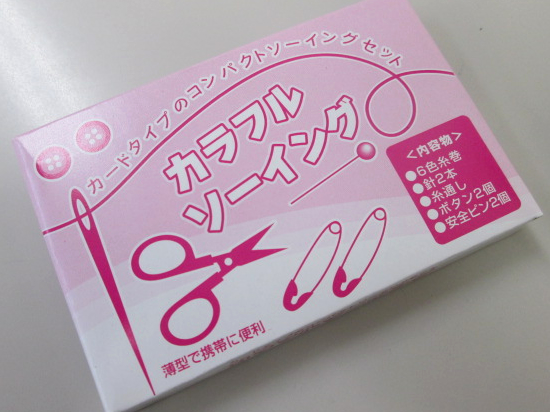 カードタイプのコンパクトソーイングセット
カラフル
ソーイング
<内容物>
●6色糸巻
●針2本
●糸通し
●ボタン2個
●安全ピン2個
薄型で携帯に便利